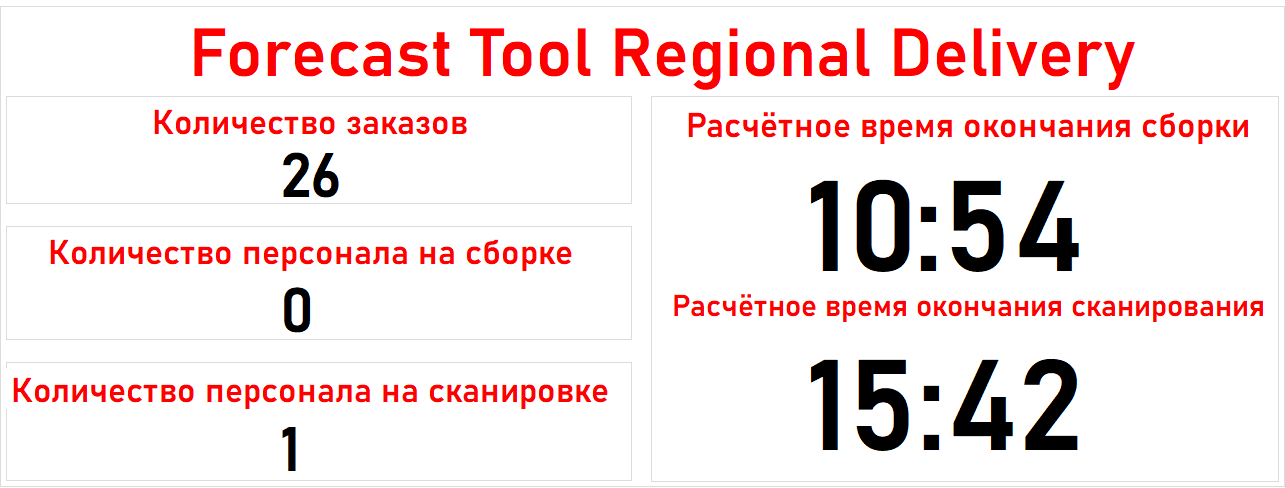 Forecast Tool Regional Delivery
Количество заказов
26
Количество персонала на сборке
0
Количество персонала на сканировке
1
Расчётное время окончания сборки
10:54
Расчётное время окончания сканирования
15:42